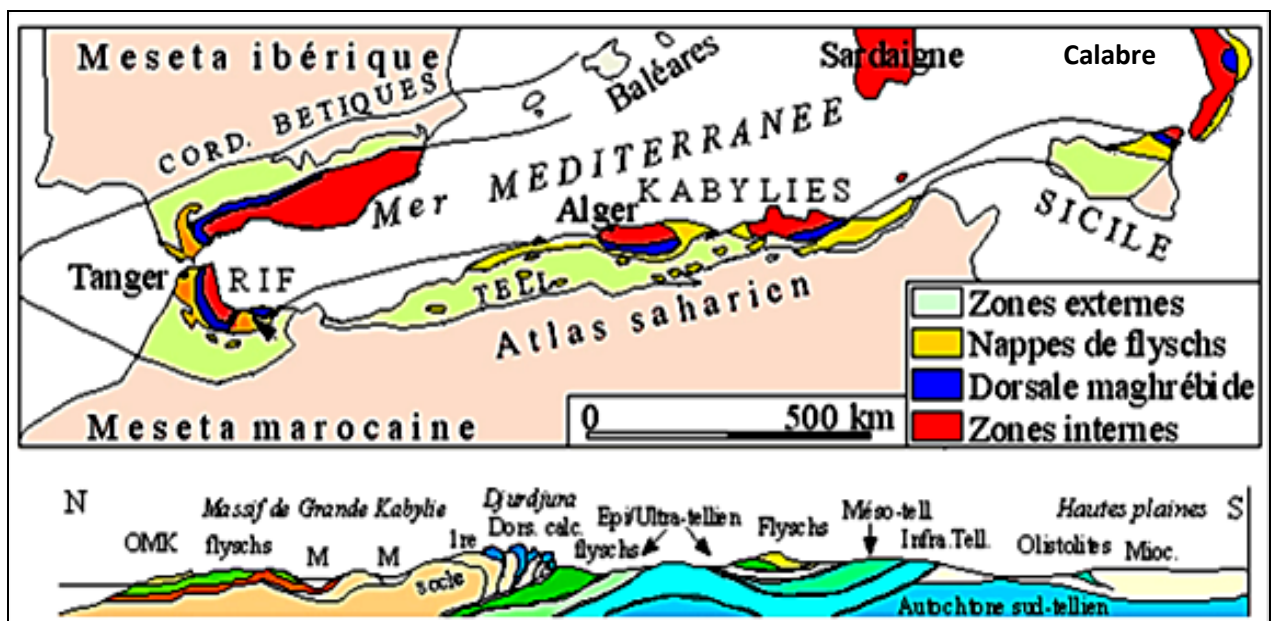 Meseta ibérique
Sardaigne
Calabre
CORD. BETIQUES
Baléares
Mer MEDITERRANEE
KABYLIES
Alger
SICILE
Tanger
RIF
TELL
Atlas saharien
Zones externes
Nappes de flyschs
Dorsale maghrébide
Zones internes
0 500 km
Meseta marocaine
N
S
Massif de Grande Kabylie
Djurdjura
Dors. calc.
Epi/Ultra-tellien
Flyschs
Méso-tell.
Hautes plaines
OMK
flyschs
M
M
Ire
flyschs
Infra.Tell.
Olistolites
Mioc.
socle
Autochtone sud-tellien